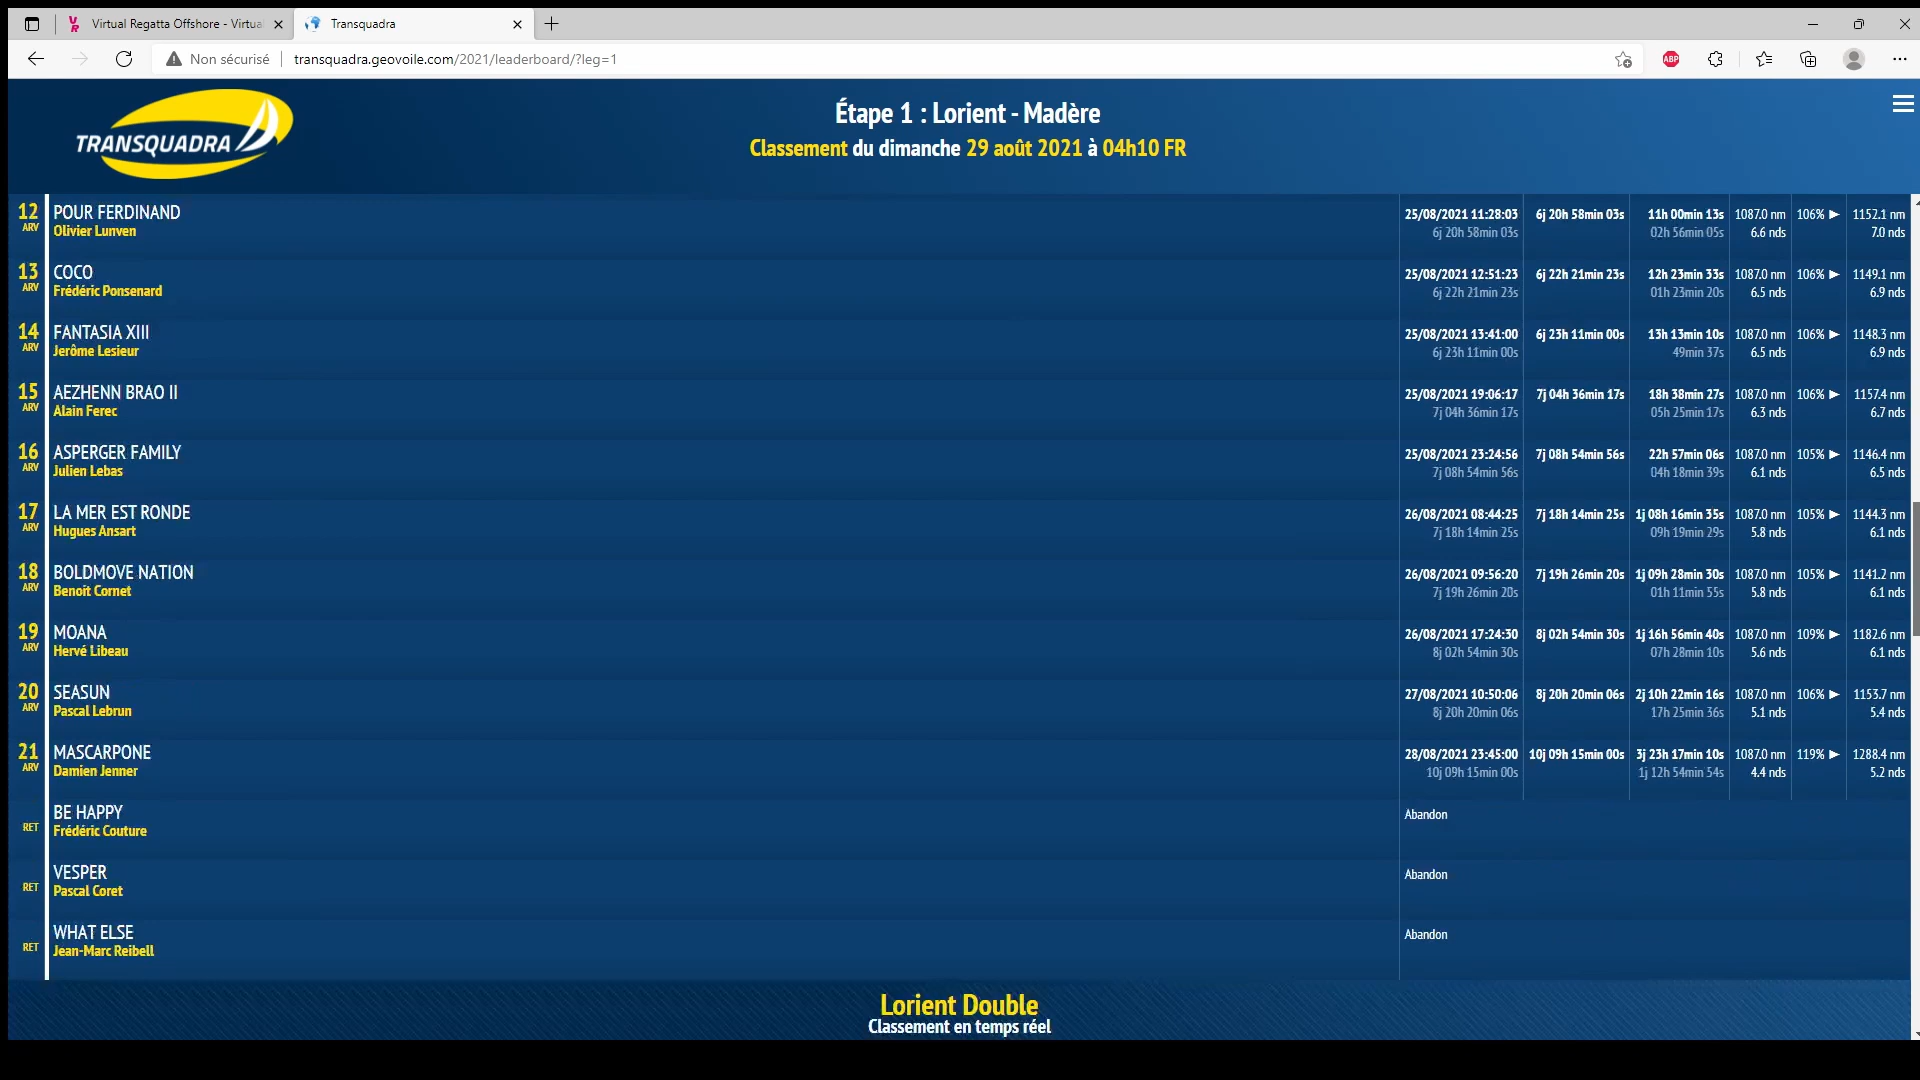 Virtual Regatta Offshore - Virtua
Transquadra
Non sécurisé
transquadra.geovoile.com/2021/leaderboard/?leg=1
ABP
TRANSQUADRA
Étape 1 : Lorient - Madère
Classement du dimanche 29 août 2021 à 04h10 FR
12 POUR FERDINAND 25/08/2021 11:28:03 6j 20h 58min 03s 11h 00min 13s 1087.0 nm 106% ► 1152.1 nm
ARV Olivier Lunven 6j 20h 58min 03s 02h 56min 05s 6.6 nds 7.0 nds
13 COCO 25/08/2021 12:51:23 6j 22h 21min 23s 12h 23min 33s 1087.0 nm 106% ► 1149.1 nm
ARV Frédéric Ponsenard 6j 22h 21min 23s 01h 23min 20s 6.5 nds 6.9 nds
14 FANTASIA XIII 25/08/2021 13:41:00 6j 23h 11min 00s 13h 13min 10s 1087.0 nm 106% ► 1148.3 nm
ARV Jerôme Lesieur 6j 23h 11min 00s 49min 37s 6.5 nds 6.9 nds
15 AEZHENN BRAO II 25/08/2021 19:06:17 7j 04h 36min 17s 18h 38min 27s 1087.0 nm 106% ► 1157.4 nm
ARV Alain Ferec 7j 04h 36min 17s 05h 25min 17s 6.3 nds 6.7 nds
16 ASPERGER FAMILY 25/08/2021 23:24:56 7j 08h 54min 56s 22h 57min 06s 1087.0 nm 105% ► 1146.4 nm
ARV Julien Lebas 7j 08h 54min 56s 04h 18min 39s 6.1 nds 6.5 nds
17 LA MER EST RONDE 26/08/2021 08:44:25 7j 18h 14min 25s 1j 08h 16min 35s 1087.0 nm 105% ► 1144.3 nm
ARV Hugues Ansart 7j 18h 14min 25s 09h 19min 29s 5.8 nds 6.1 nds
18 BOLDMOVE NATION 26/08/2021 09:56:20 7j 19h 26min 20s 1j 09h 28min 30s 1087.0 nm 105% ► 1141.2 nm
ARV Benoit Cornet 7j 19h 26min 20s 01h 11min 55s 5.8 nds 6.1 nds
19 MOANA 26/08/2021 17:24:30 8j 02h 54min 30s 1j 16h 56min 40s 1087.0 nm 109% ► 1182.6 nm
ARV Hervé Libeau 8j 02h 54min 30s 07h 28min 10s 5.6 nds 6.1 nds
20 SEASUN 27/08/2021 10:50:06 8j 20h 20min 06s 2j 10h 22min 16s 1087.0 nm 106% ► 1153.7 nm
ARV Pascal Lebrun 8j 20h 20min 06s 17h 25min 36s 5.1 nds 5.4 nds
21 MASCARPONE 28/08/2021 23:45:00 10j 09h 15min 00s 3j 23h 17min 10s 1087.0 nm 119% ► 1288.4 nm
ARV Damien Jenner 10j 09h 15min 00s 1j 12h 54min 54s 4.4 nds 5.2 nds
BE HAPPY Abandon
RET Frédéric Couture
VESPER Abandon
RET Pascal Coret
WHAT ELSE Abandon
RET Jean-Marc Reibell
Lorient Double
Classement en temps réel